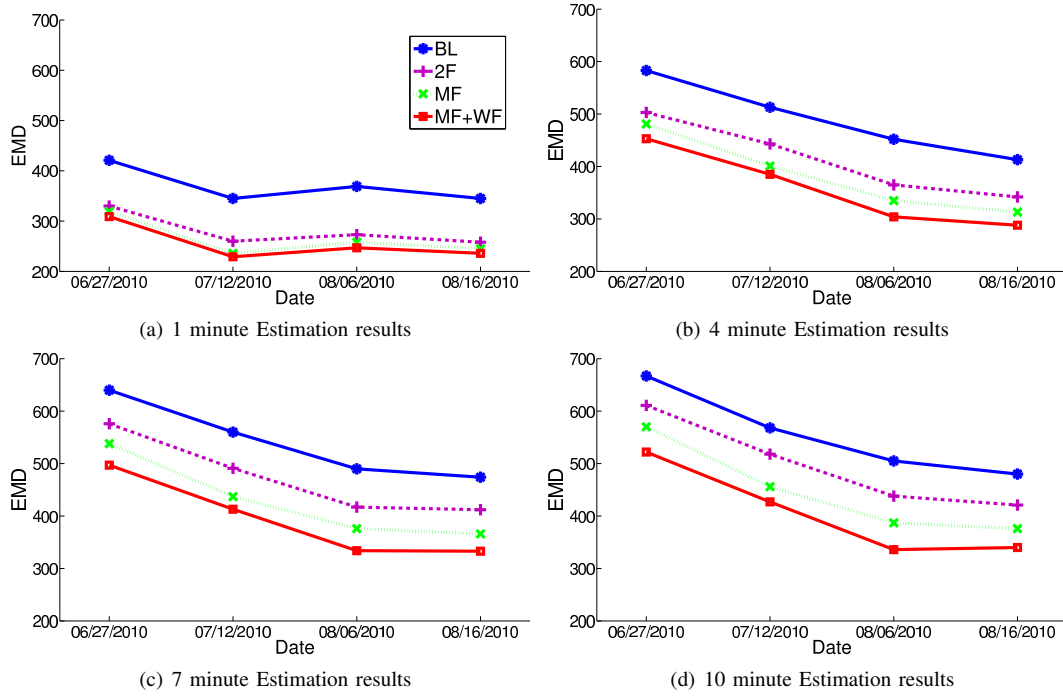 700
600
500
400
300
200
EMD
06/27/2010 07/12/2010 08/06/2010 08/16/2010
Date
BL
2F
MF
MF+WF
(a) 1 minute Estimation results
700
600
500
400
300
200
EMD
06/27/2010 07/12/2010 08/06/2010 08/16/2010
Date
(b) 4 minute Estimation results
700
600
500
400
300
200
EMD
06/27/2010 07/12/2010 08/06/2010 08/16/2010
Date
(c) 7 minute Estimation results
700
600
500
400
300
200
EMD
06/27/2010 07/12/2010 08/06/2010 08/16/2010
Date
(d) 10 minute Estimation results